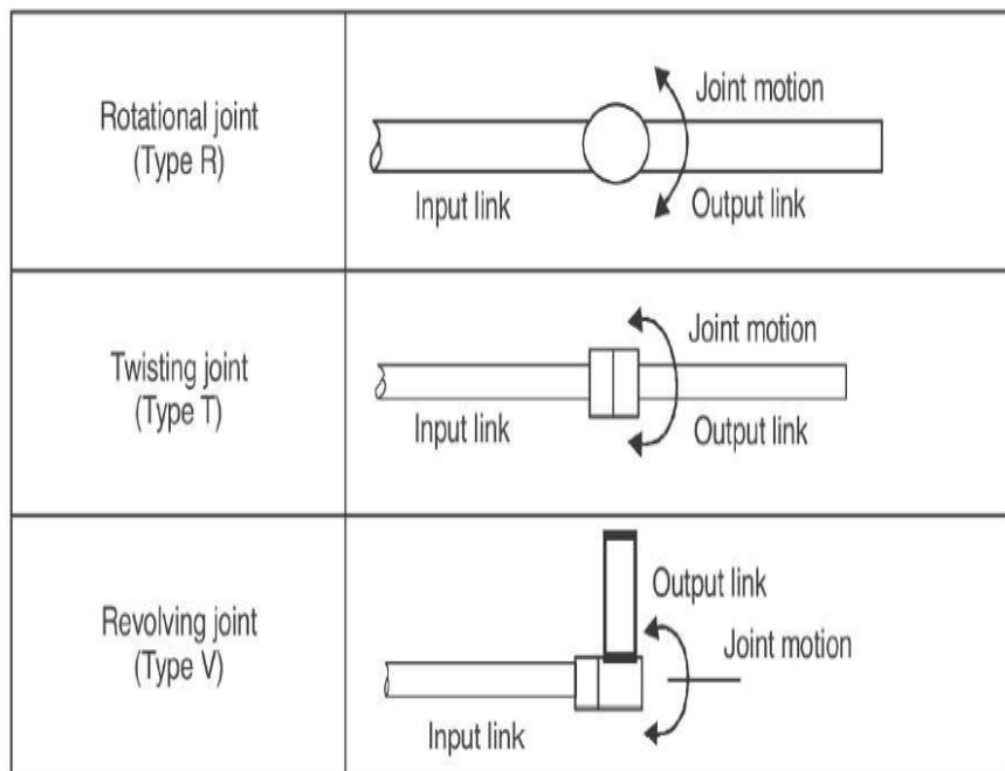 Rotational joint
(Type R)
Joint motion
Input link
Output link
Twisting joint
(Type T)
Joint motion
Input link
Output link
Revolving joint
(Type V)
Output link
Joint motion
Input link